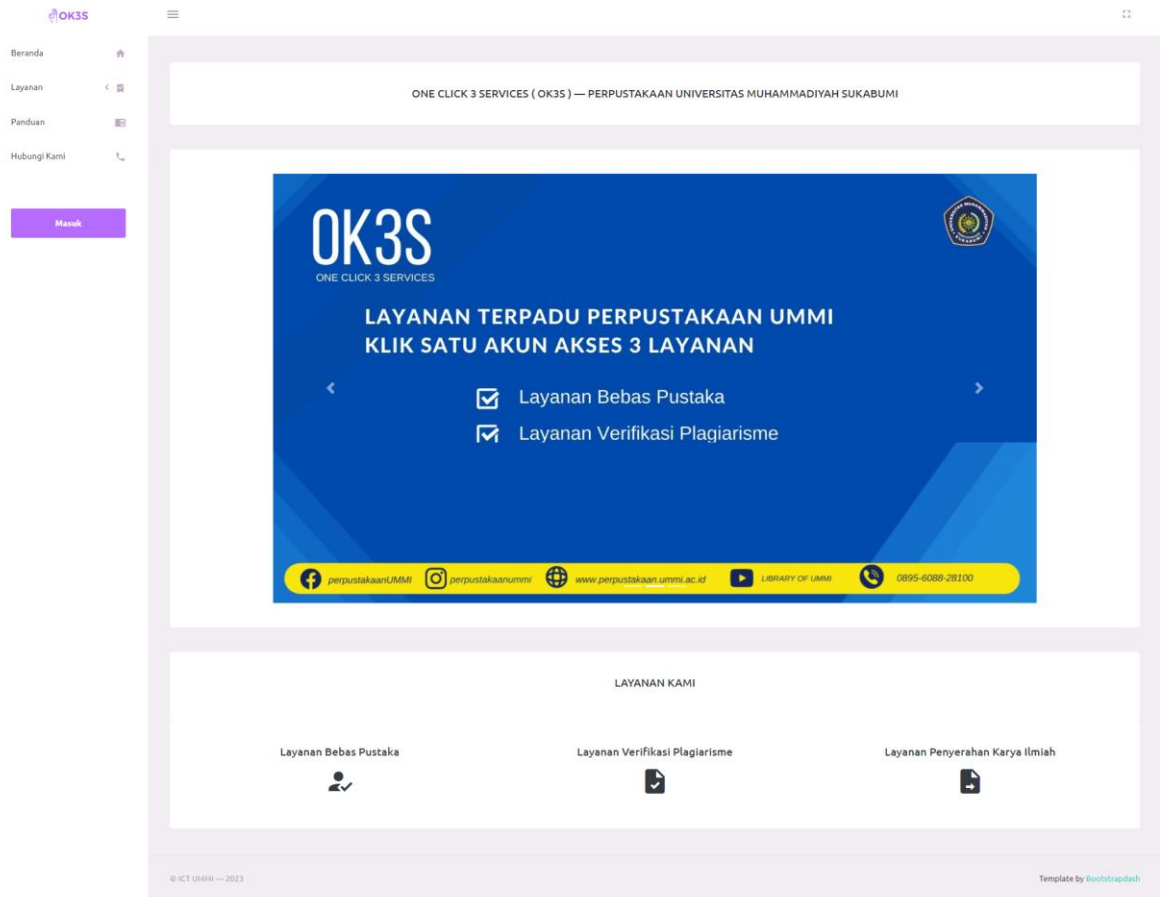 OK3S
Beranda
Layanan
Panduan
Hubungi Kami
Masuk
ONE CLICK 3 SERVICES ( OK3S ) — PERPUSTAKAAN UNIVERSITAS MUHAMMADIYAH SUKABUMI
OK3S
ONE CLICK 3 SERVICES
LAYANAN TERPADU PERPUSTAKAAN UMMI
KLIK SATU AKUN AKSES 3 LAYANAN
Layanan Bebas Pustaka
Layanan Verifikasi Plagiarisme
perpustakaanUMMI
perpustakaanummi
www.perpustakaan.ummi.ac.id
LIBRARY OF UMMI
0895-6088-28100
LAYANAN KAMI
Layanan Bebas Pustaka
Layanan Verifikasi Plagiarisme
Layanan Penyerahan Karya Ilmiah
© ICT UMMI — 2023
Template by Bootstrapdash